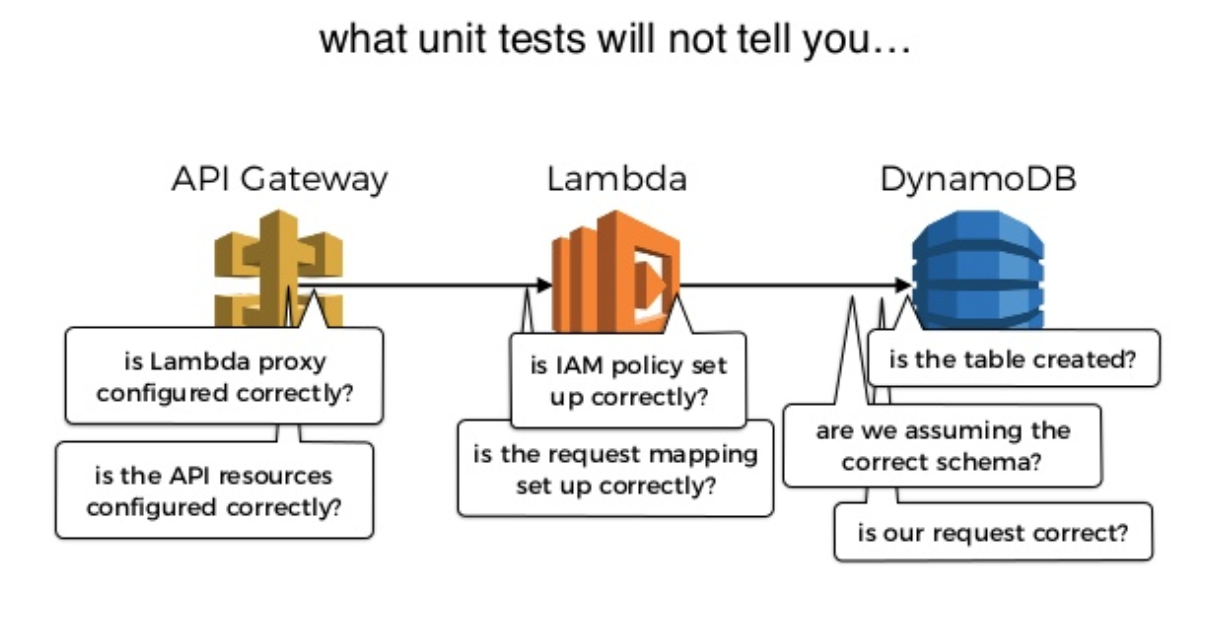 what unit tests will not tell you…
API Gateway
Lambda
DynamoDB
is Lambda proxy
configured correctly?
is the API resources
configured correctly?
is IAM policy set
up correctly?
is the request mapping
set up correctly?
is the table created?
are we assuming the
correct schema?
is our request correct?